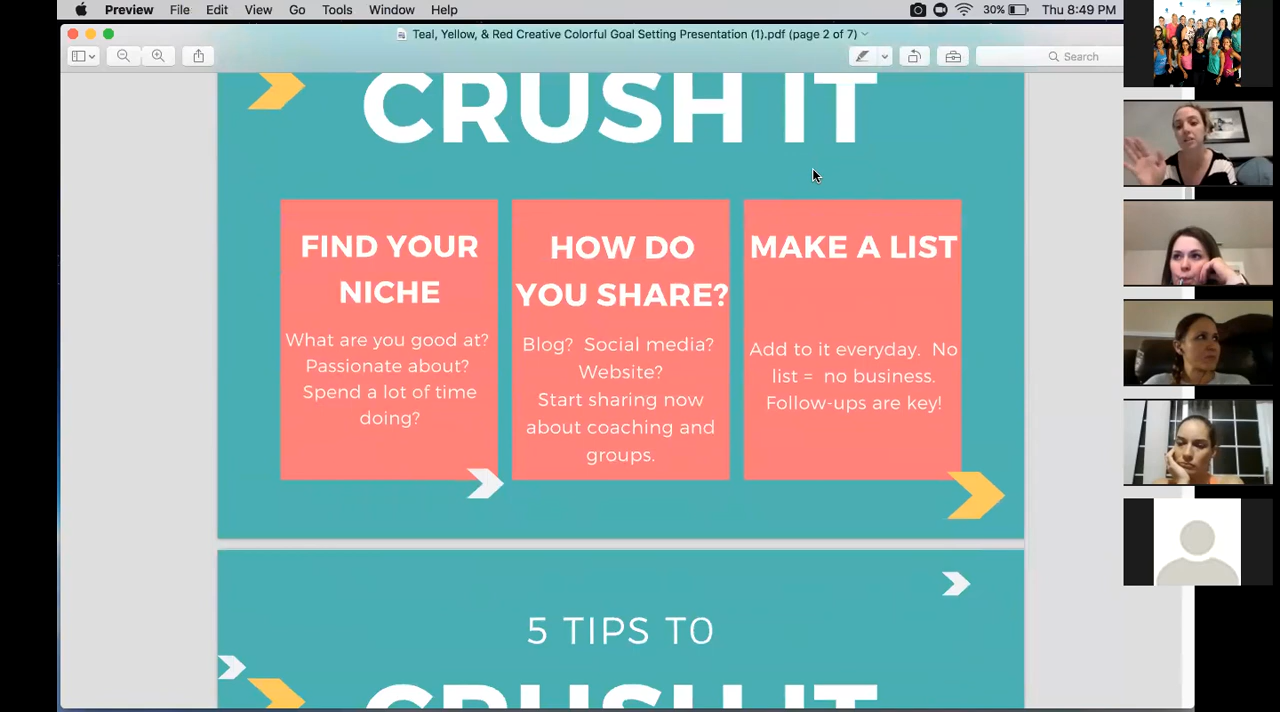 Preview File Edit View Go Tools Window Help 30% Thu 8:49 PM
Teal, Yellow, & Red Creative Colorful Goal Setting Presentation (1).pdf (page 2 of 7)
Search
CRUSH IT
FIND YOUR
NICHE
What are you good at?
Passionate about?
Spend a lot of time
doing?
HOW DO
YOU SHARE?
Blog? Social media?
Website?
Start sharing now
about coaching and
groups.
MAKE A LIST
Add to it everyday. No
list = no business.
Follow-ups are key!
5 TIPS TO
CRUSH IT